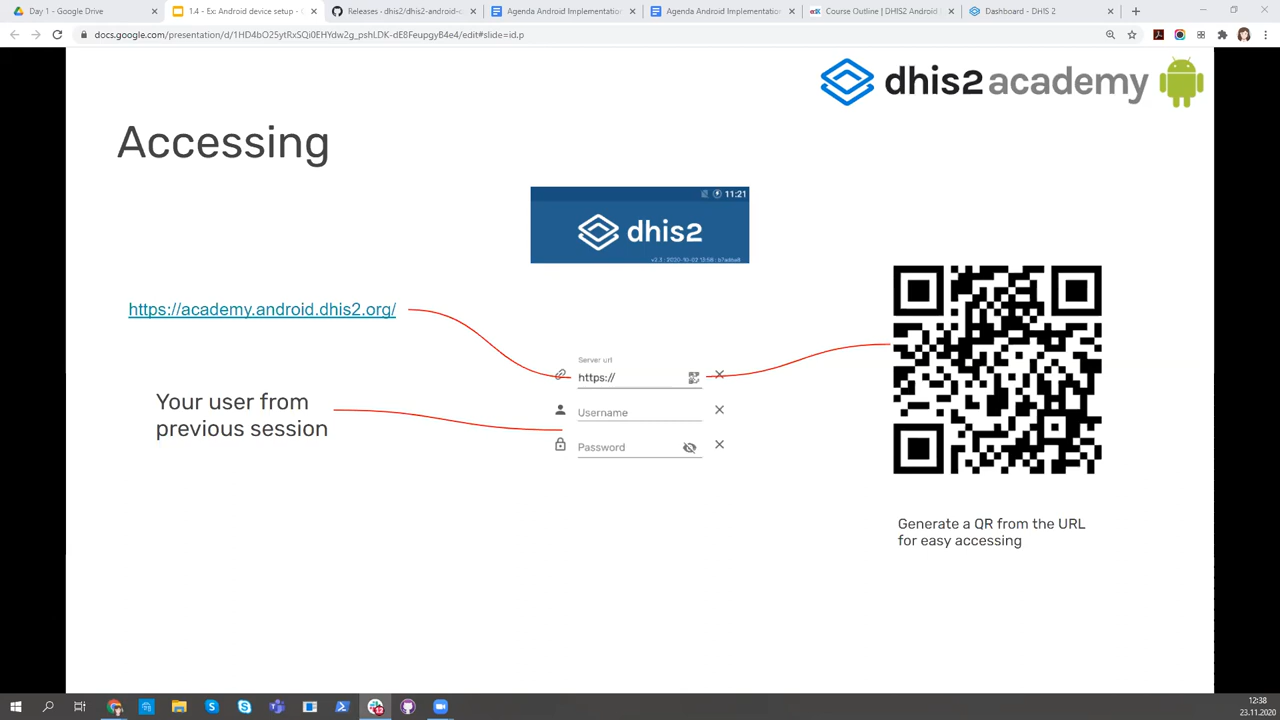 Day 1 - Google Drive
1.4 - Ex: Android device setup - G
Releases · dhis2/dhis2-android-c
Agenda Android Implementation
Agenda Android Implementation
Course Outline | DHIS2 Android I
Dashboard - DHIS 2
docs.google.com/presentation/d/1HD4bO25ytRxSQi0EHYdw2g_pshLDK-dE8FeupgyB4e4/edit#slide=id.p
dhis2 academy
Accessing
11:21
dhis2
https://academy.android.dhis2.org/
Server url
https://
Your user from
previous session
Username
Password
Generate a QR from the URL
for easy accessing
12:38
23.11.2020